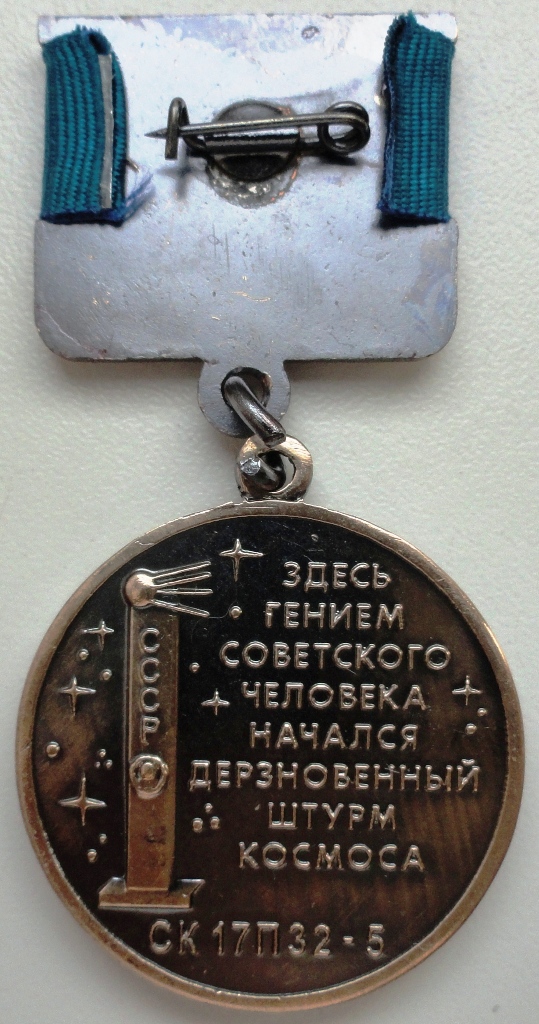 СССР
ЗДЕСЬ
ГЕНИЕМ
СОВЕТСКОГО
ЧЕЛОВЕКА
НАЧАЛСЯ
ДЕРЗНОВЕННЫЙ
ШТУРМ
КОСМОСА
СК 17П32-5